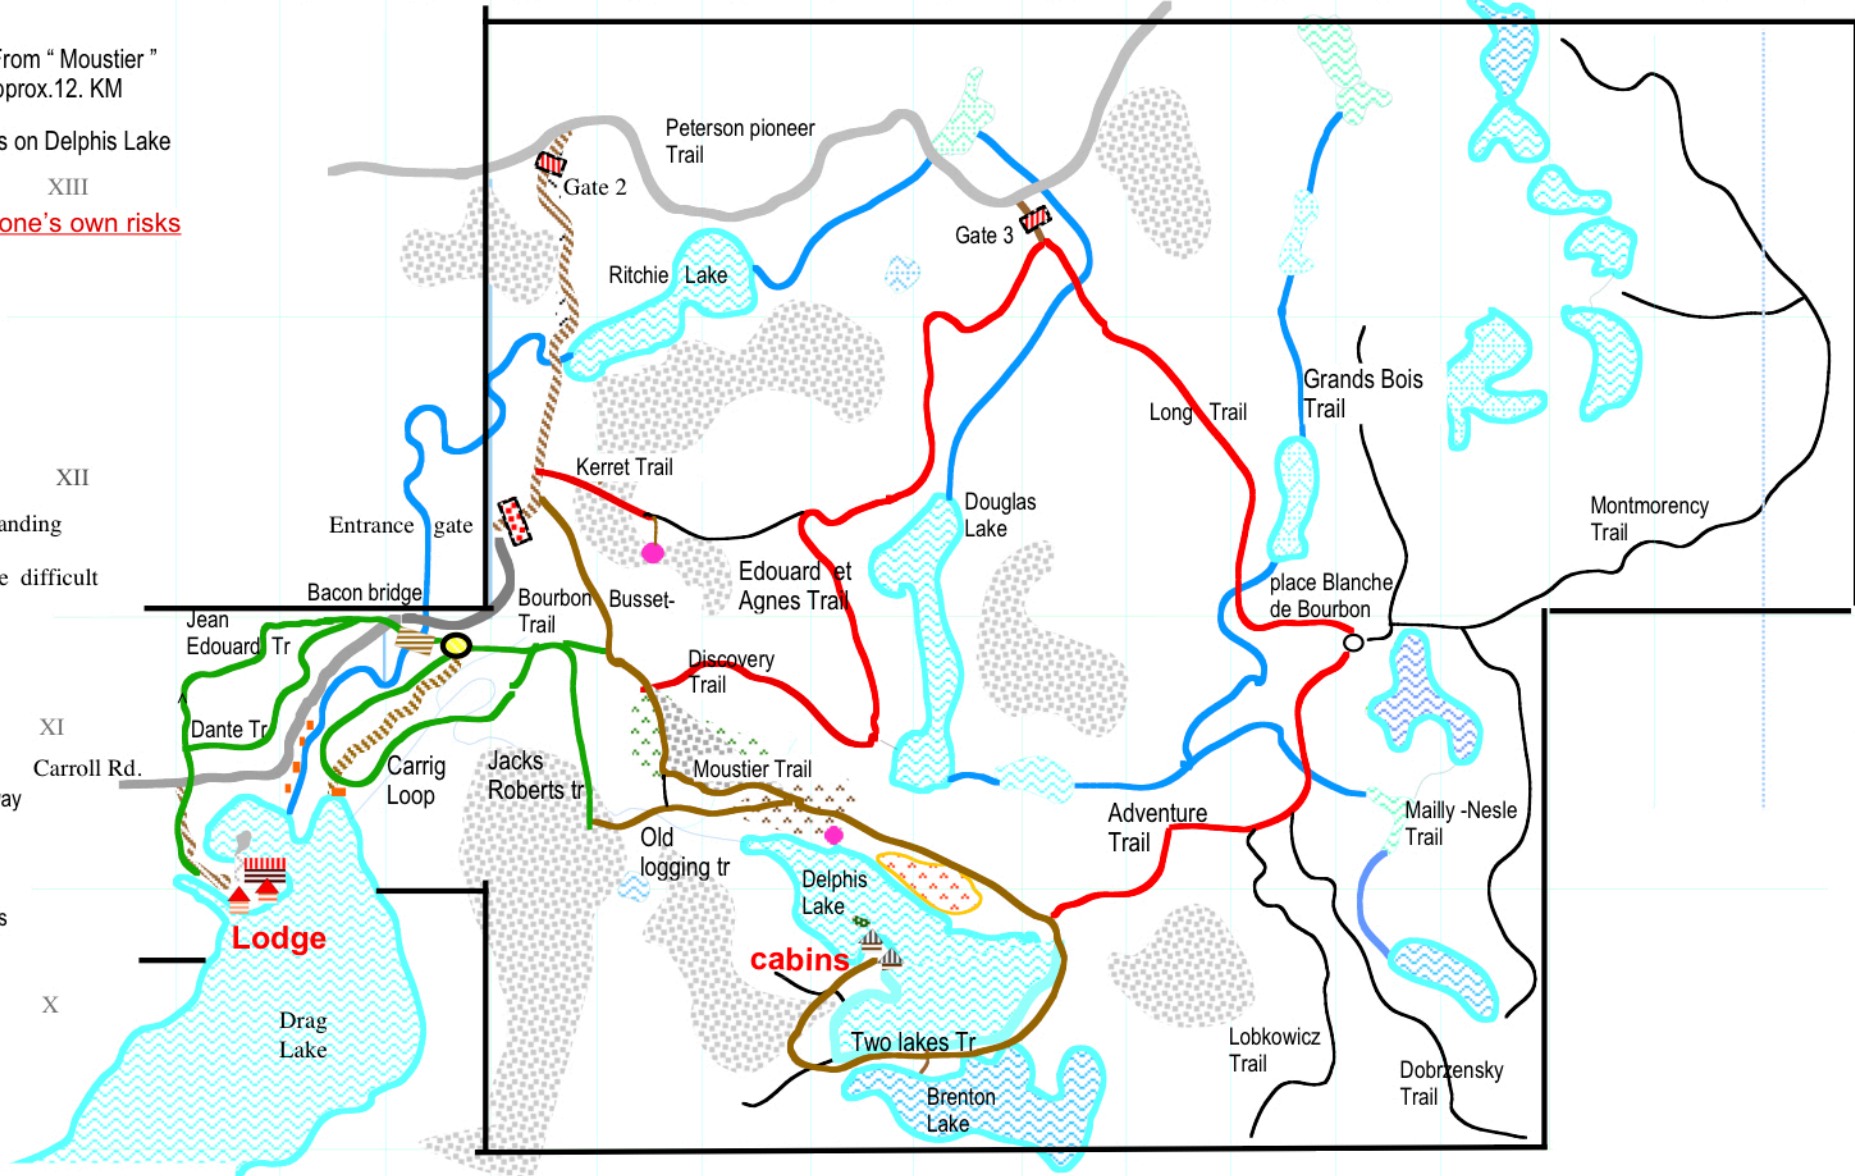 From “ Moustier ”
pprox.12. KM
s on Delphis Lake
XIII
one’s own risks
Peterson pioneer
Trail
Gate 2
Gate 3
Ritchie Lake
Grands Bois
Trail
Long Trail
Kerret Trail
XII
Douglas
Lake
Montmorency
Trail
anding
Entrance gate
e difficult
Edouard et
Agnes Trail
place Blanche
de Bourbon
Bacon bridge
Bourbon
Trail
Busset-
Jean
Edouard Tr
Discovery
Trail
XI
Dante Tr
Carroll Rd.
Carrig
Loop
Jacks
Roberts tr
Moustier Trail
ay
Adventure
Trail
Mailly -Nesle
Trail
Old
logging tr
Delphis
Lake
s
Lodge
cabins
X
Drag
Lake
Two lakes Tr
Lobkowicz
Trail
Dobrzensky
Trail
Brenton
Lake